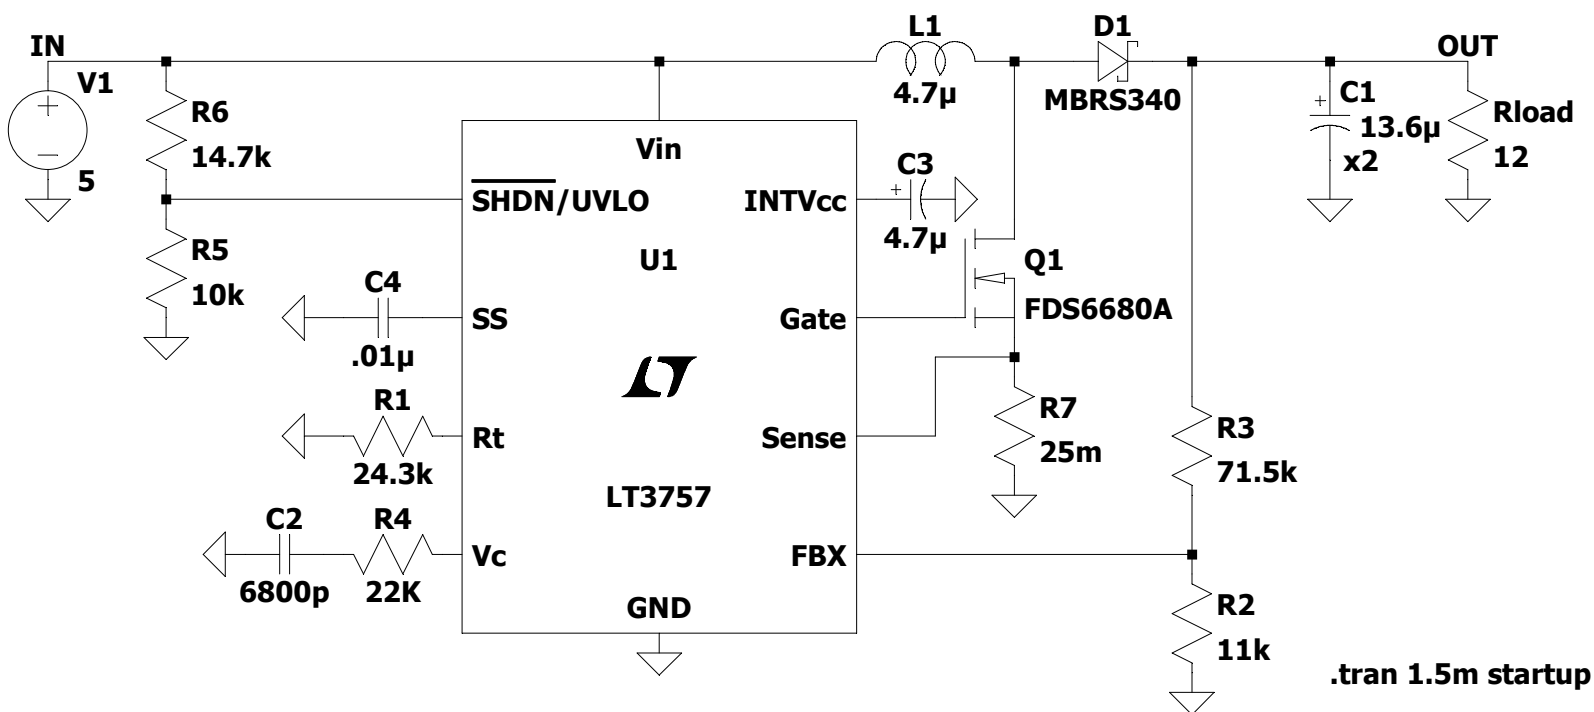 IN
V1
+
−
5
R6
14.7k
R5
10k
C4
.01µ
R1
24.3k
C2
6800p
R4
22K
Vin
SHDN/UVLO
INTVcc
U1
SS
Gate
Rt
Sense
LT3757
Vc
FBX
GND
L1
4.7µ
D1
MBRS340
C3
+
4.7µ
Q1
FDS6680A
R7
25m
R3
71.5k
R2
11k
OUT
C1
+
13.6µ
x2
Rload
12
.tran 1.5m startup